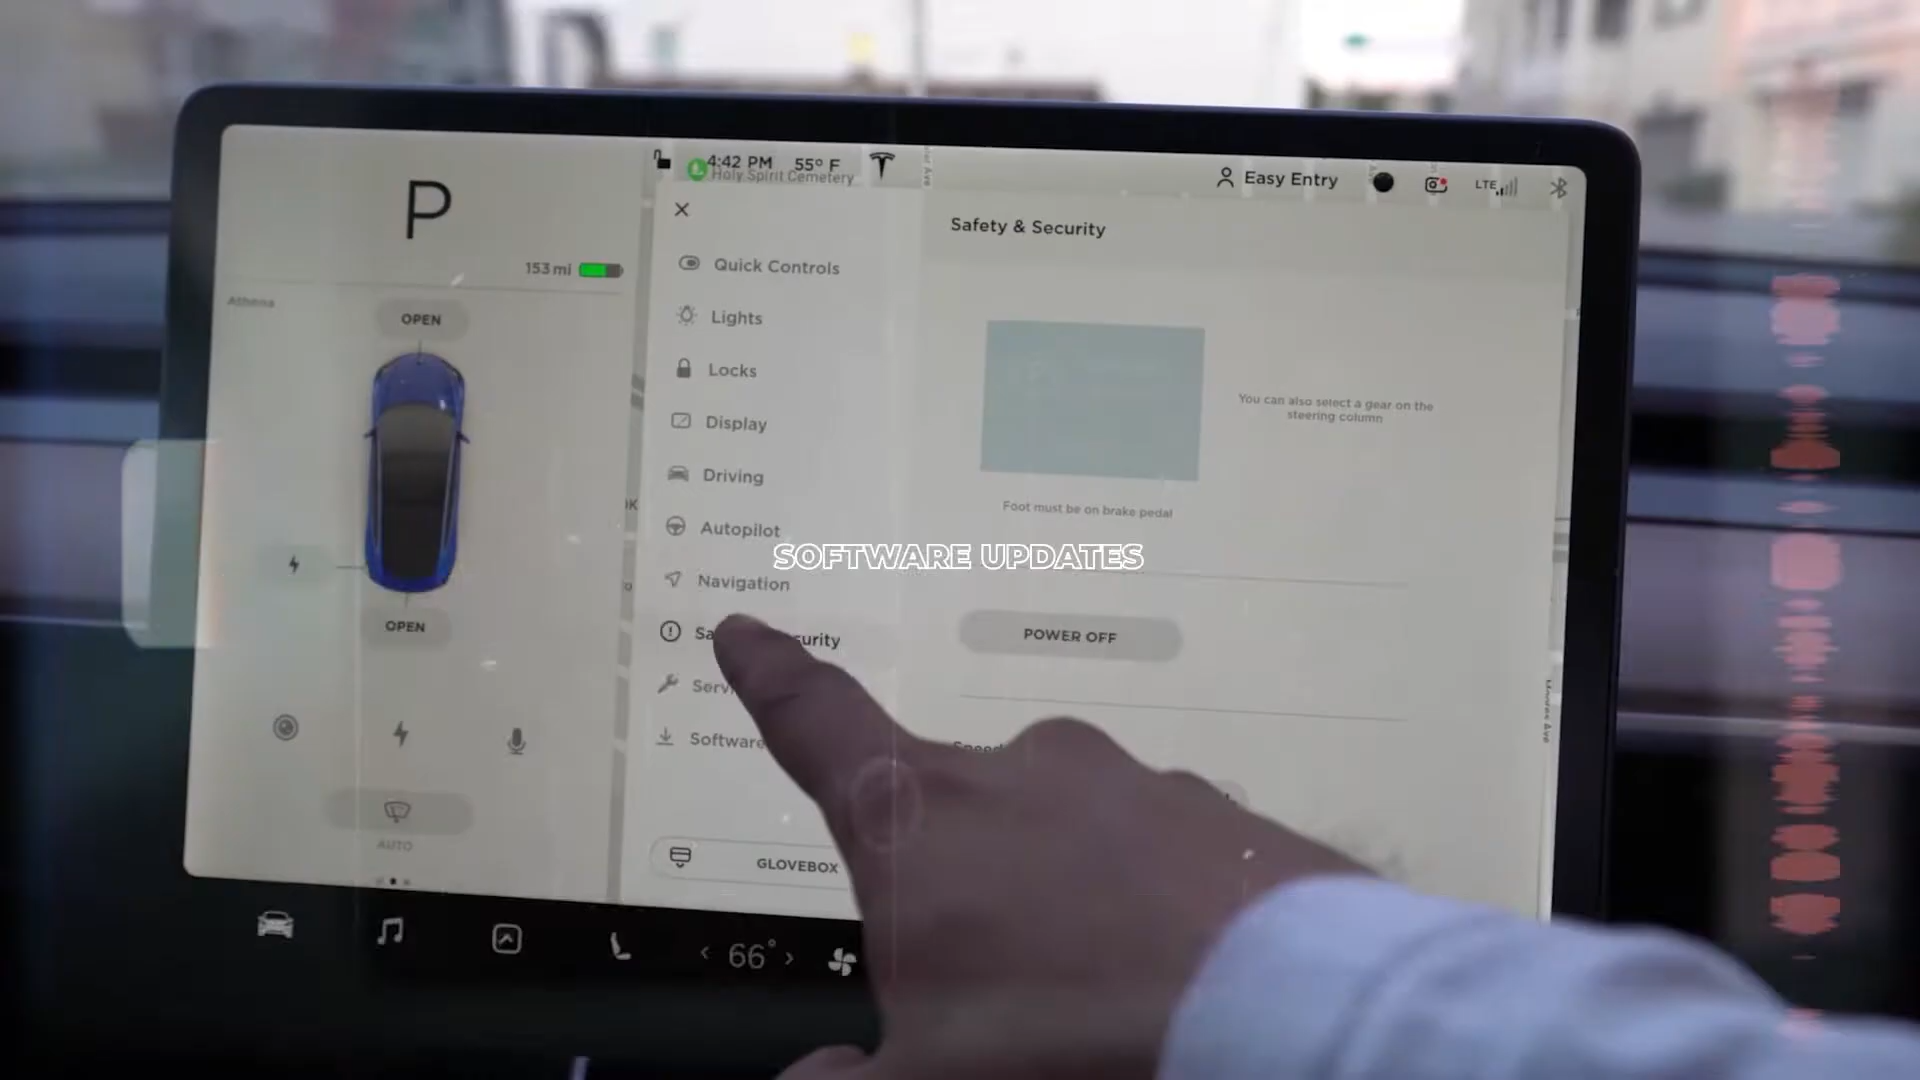 P
153 mi
Athena
OPEN
OPEN
AUTO
4:42 PM 55° F
Holy Spirit Cemetery
Easy Entry
LTE
Quick Controls
Lights
Locks
Display
Driving
Autopilot
Navigation
Software
GLOVEBOX
Safety & Security
You can also select a gear on the
steering column
Foot must be on brake pedal
POWER OFF
SOFTWARE UPDATES
< 66° >